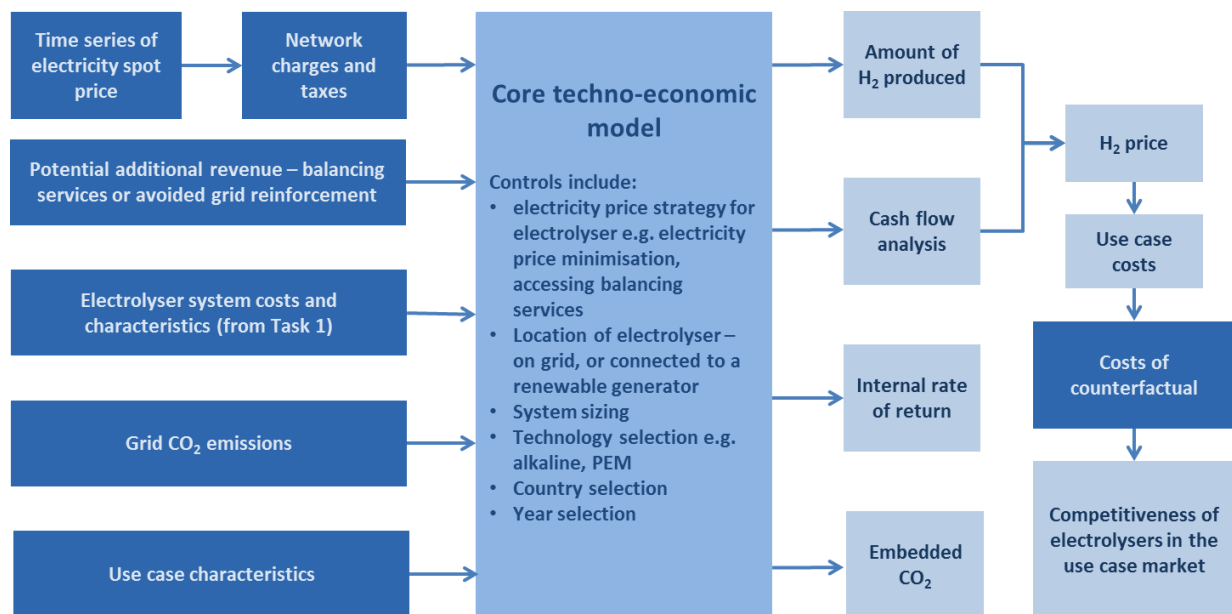 Time series of
electricity spot
price
Network
charges and
taxes
Potential additional revenue – balancing
services or avoided grid reinforcement
Electrolyser system costs and
characteristics (from Task 1)
Grid CO₂ emissions
Use case characteristics
Core techno-economic
model
Controls include:
• electricity price strategy for
electrolyser e.g. electricity
price minimisation,
accessing balancing
services
• Location of electrolyser –
on grid, or connected to a
renewable generator
• System sizing
• Technology selection e.g.
alkaline, PEM
• Country selection
• Year selection
Amount of
H₂ produced
Cash flow
analysis
Internal rate
of return
Embedded
CO₂
H₂ price
Use case
costs
Costs of
counterfactual
Competitiveness of
electrolysers in the
use case market